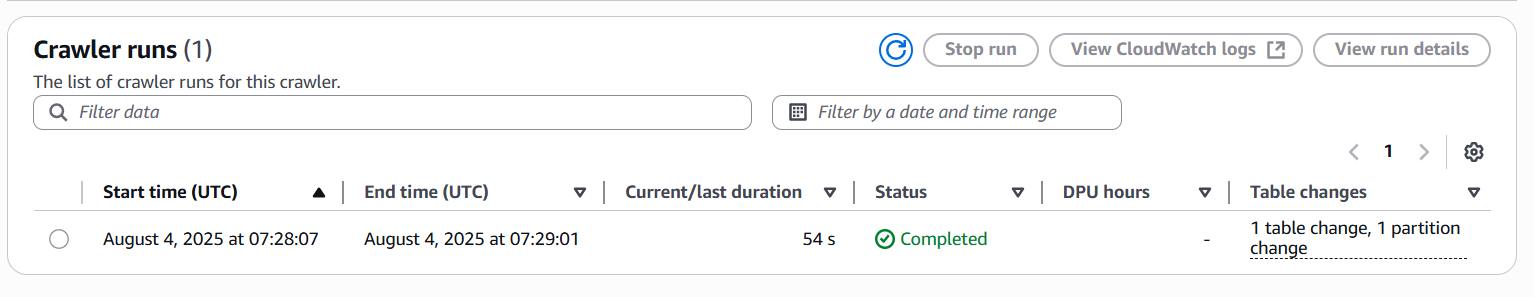 Crawler runs (1)
Stop run
View CloudWatch logs
View run details
The list of crawler runs for this crawler.
Filter data
Filter by a date and time range
1
Start time (UTC)
End time (UTC)
Current/last duration
Status
DPU hours
Table changes
August 4, 2025 at 07:28:07
August 4, 2025 at 07:29:01
54 s
Completed
-
1 table change, 1 partition
change